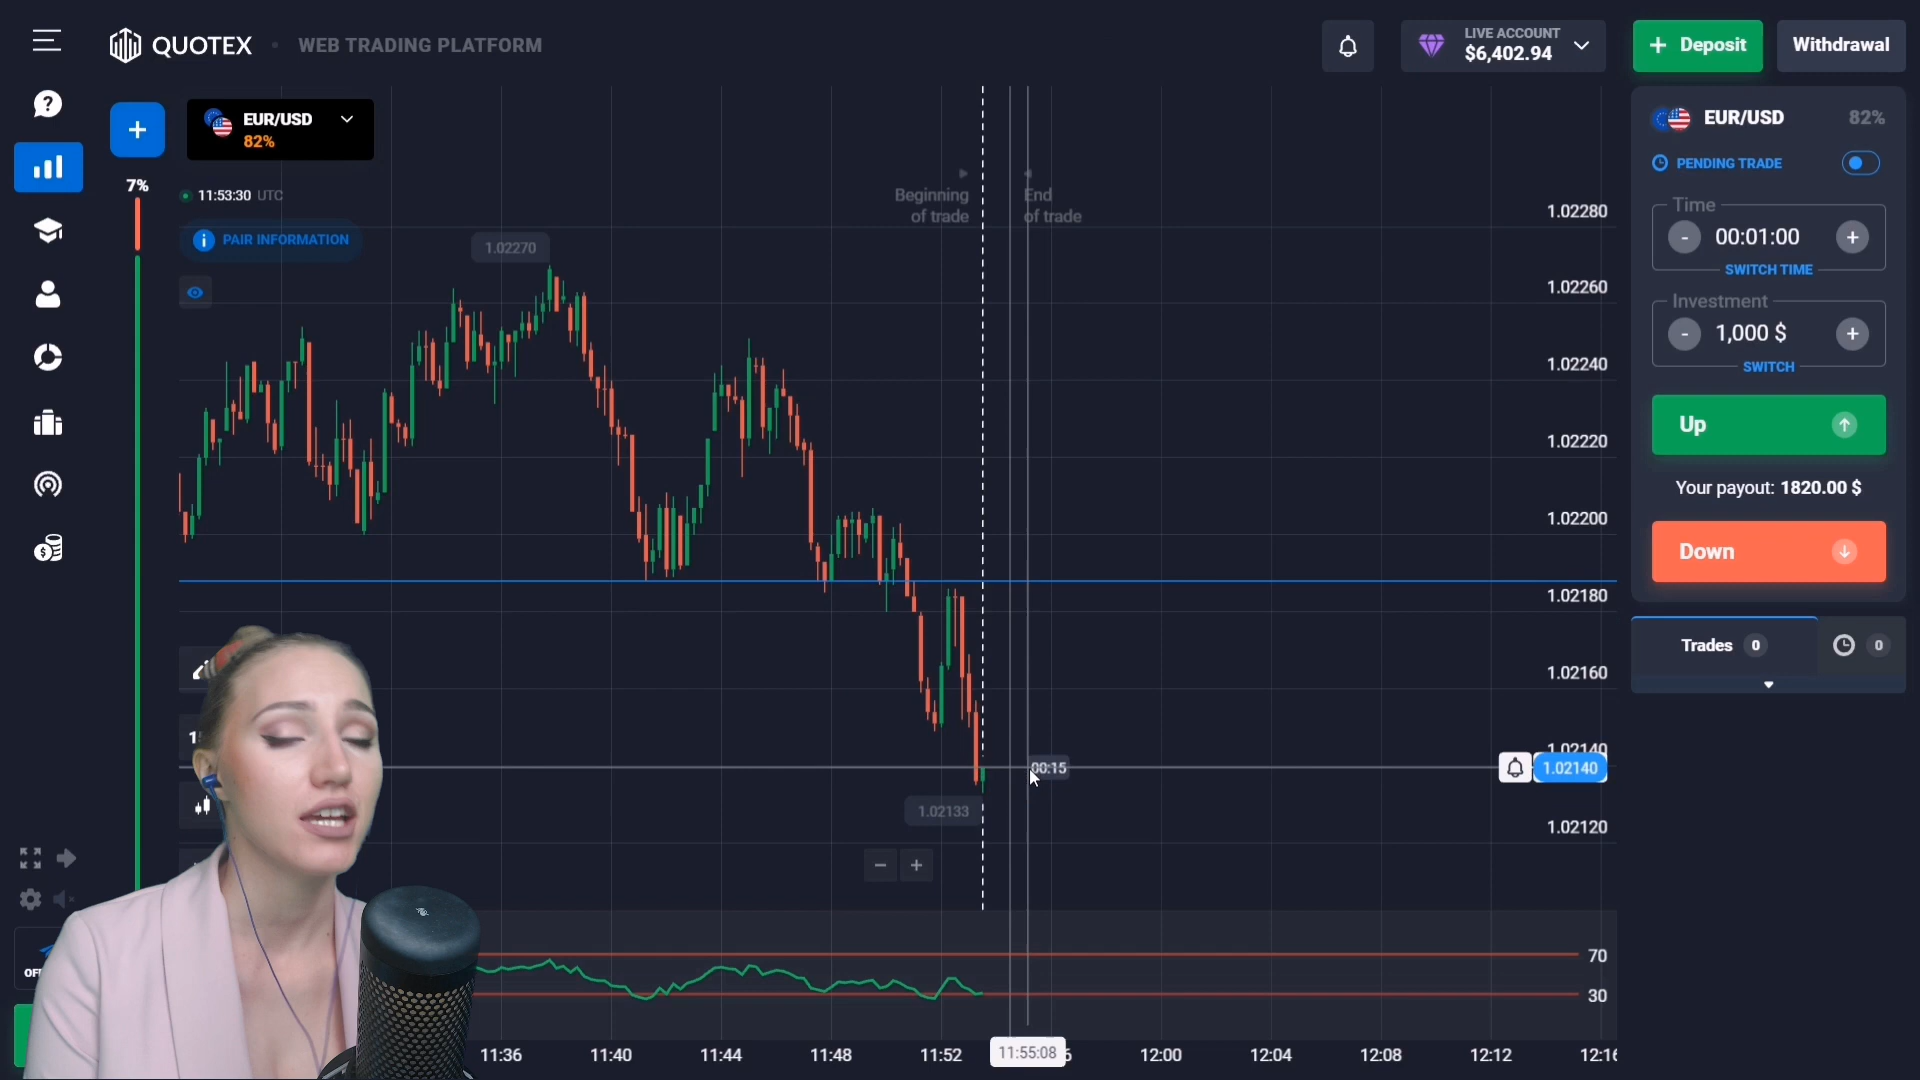 QUOTEX
WEB TRADING PLATFORM
LIVE ACCOUNT
$6,402.94
+ Deposit
Withdrawal
+
EUR/USD
82%
7%
11:53:30 UTC
PAIR INFORMATION
Beginning
of trade
End
of trade
1.02270
1.02280
1.02260
1.02240
1.02220
1.02200
1.02180
1.02160
1.02140
1.02140
1.02120
00:15
1.02133
- +
70
30
11:36
11:40
11:44
11:48
11:52
11:55:08
12:00
12:04
12:08
12:12
12:16
EUR/USD 82%
PENDING TRADE
Time
- 00:01:00 +
SWITCH TIME
Investment
- 1,000 $ +
SWITCH
Up
Your payout: 1820.00 $
Down
Trades 0
0